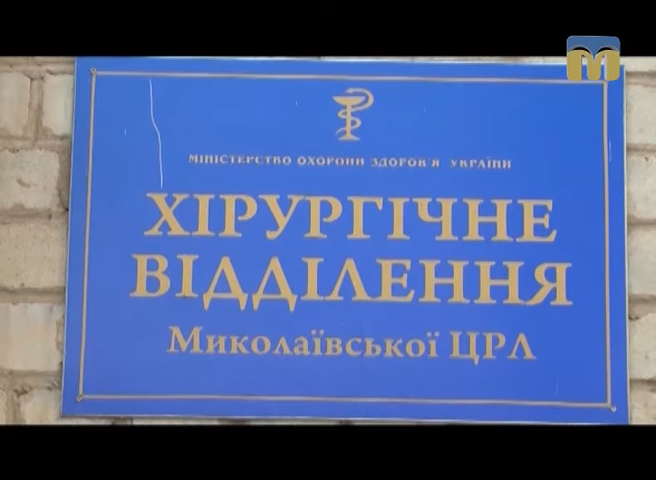 МІНІСТЕРСТВО ОХОРОНИ ЗДОРОВ'Я УКРАЇНИ
ХІРУРГІЧНЕ
ВІДДІЛЕННЯ
Миколаївської ЦРЛ